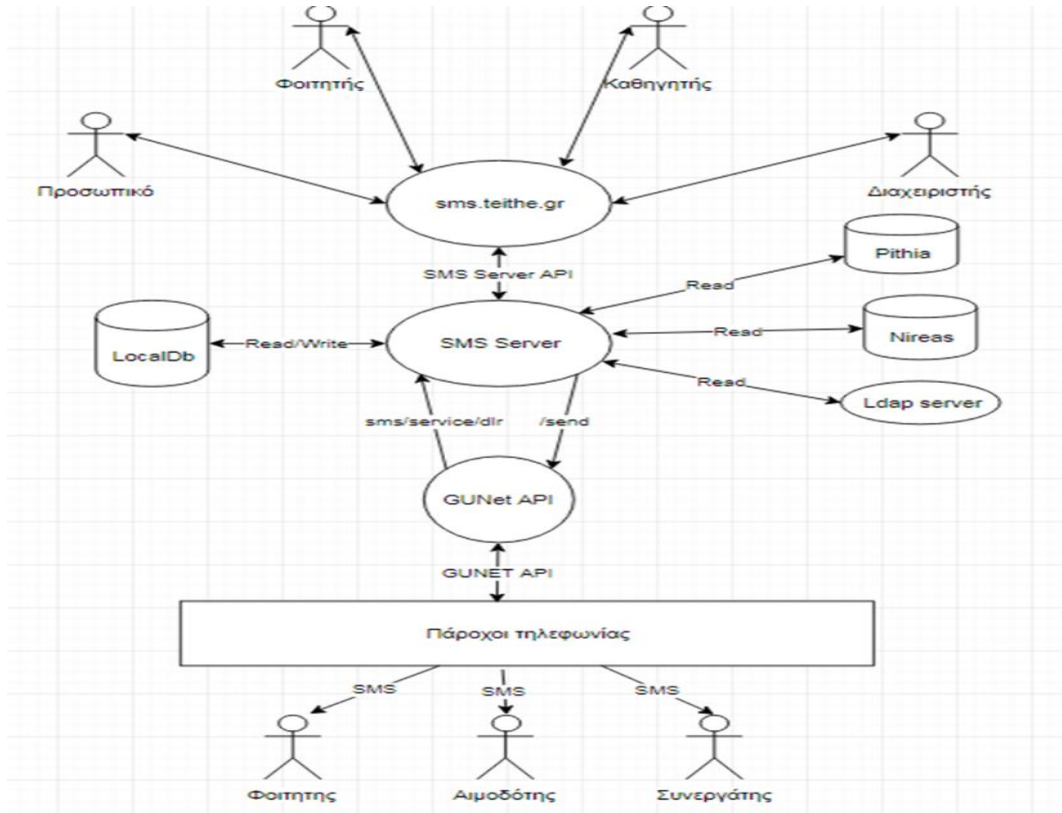 Φοιτητής
Καθηγητής
Προσωπικό
Διαχειριστής
sms.teithe.gr
Pithia
SMS Server API
Read
LocalDb
Read/Write
SMS Server
Read
Nireas
Read
Ldap server
sms/service/dlr
/send
GUNet API
GUNET API
Πάροχοι τηλεφωνίας
SMS
SMS
SMS
Φοιτητης
Αιμοδότης
Συνεργάτης